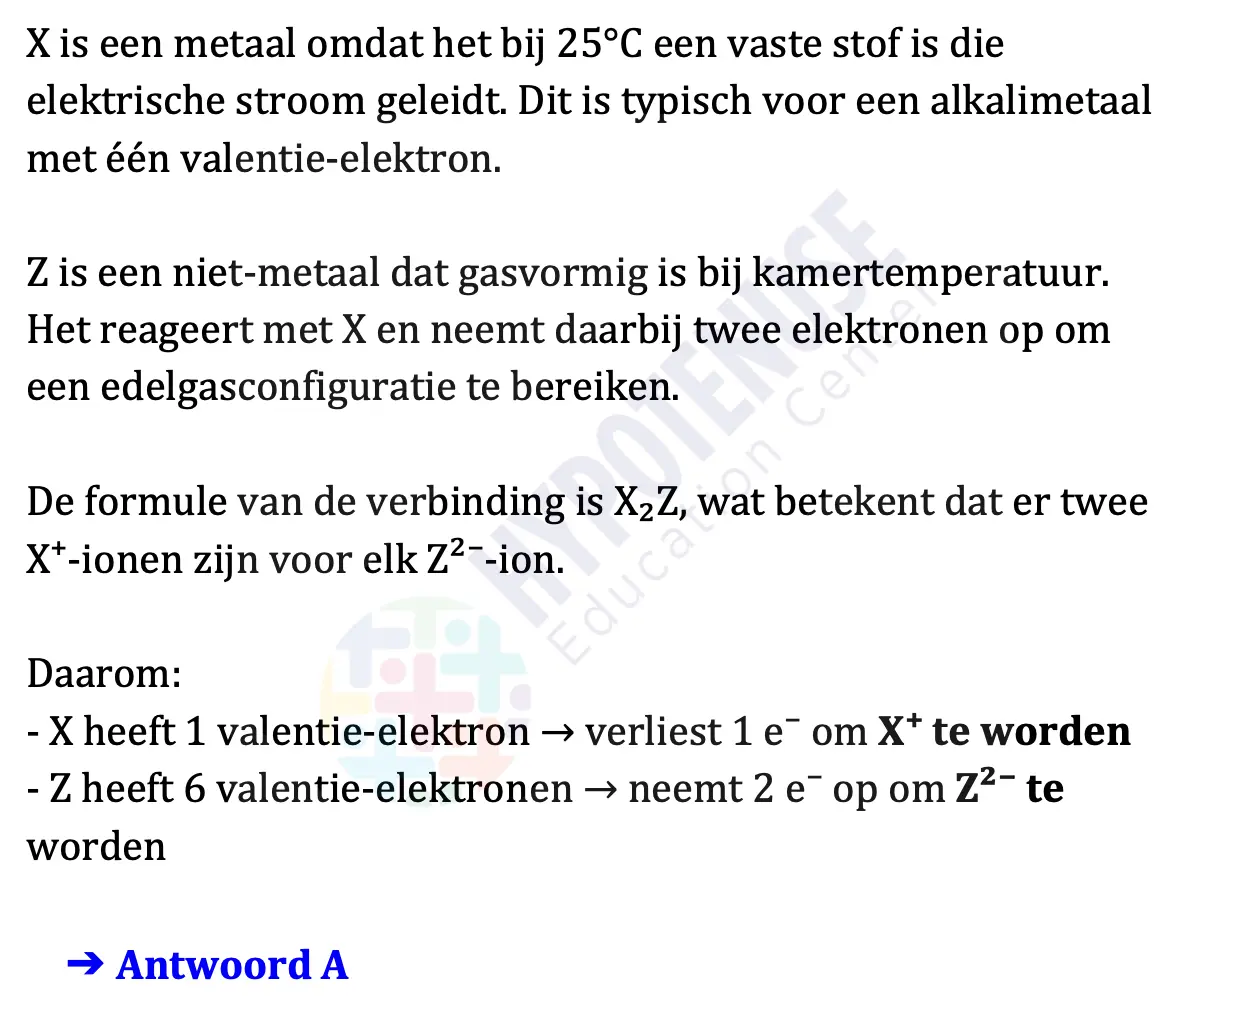 X is een metaal omdat het bij 25°C een vaste stof is die
elektrische stroom geleidt. Dit is typisch voor een alkalimetaal
met één valentie-elektron.
Z is een niet-metaal dat gasvormig is bij kamertemperatuur.
Het reageert met X en neemt daarbij twee elektronen op om
een edelgasconfiguratie te bereiken.
De formule van de verbinding is X₂Z, wat betekent dat er twee
X⁺-ionen zijn voor elk Z²⁻-ion.
Daarom:
- X heeft 1 valentie-elektron → verliest 1 e⁻ om X⁺ te worden
- Z heeft 6 valentie-elektronen → neemt 2 e⁻ op om Z²⁻ te
worden
➔ Antwoord A
HYPOTENUSE
Education Center